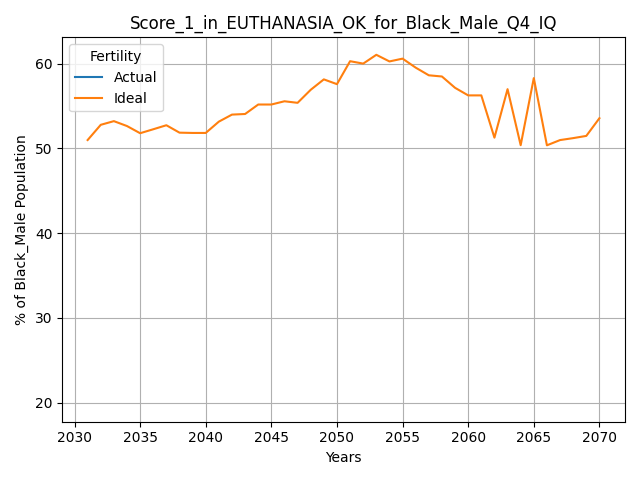 Score_1_in_EUTHANASIA_OK_for_Black_Male_Q4_IQ
Fertility
Actual
Ideal
% of Black_Male Population
60
50
40
30
20
2030 2035 2040 2045 2050 2055 2060 2065 2070
Years